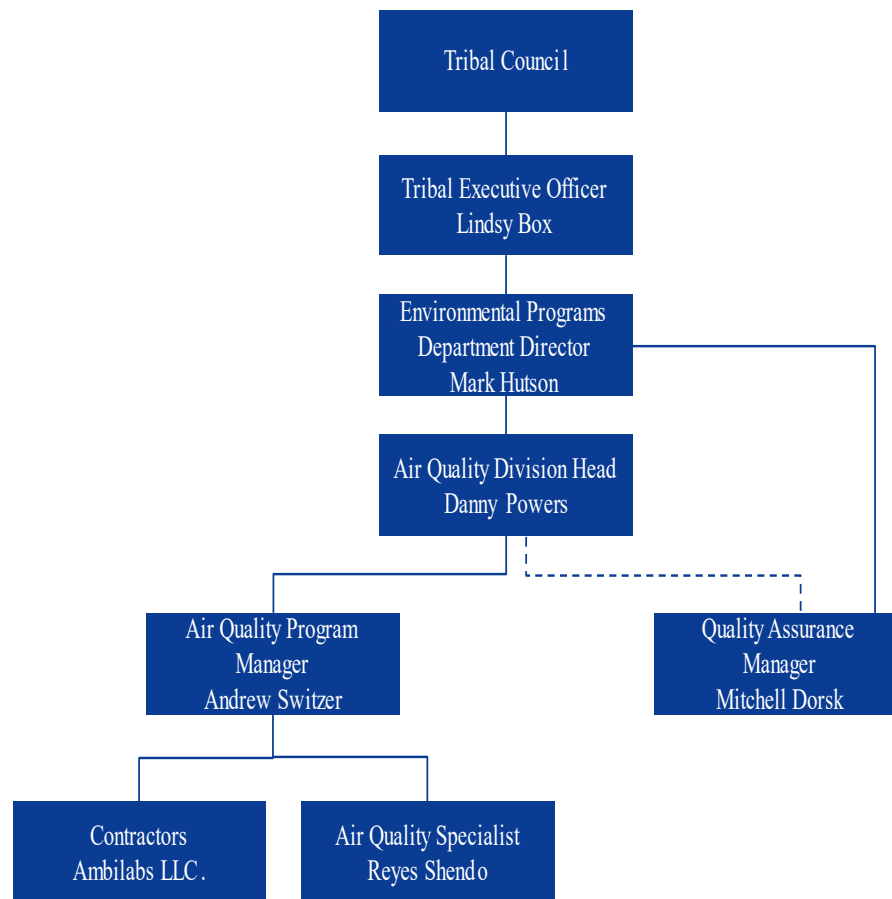 Tribal Council
Tribal Executive Officer
Lindsy Box
Environmental Programs
Department Director
Mark Hutson
Air Quality Division Head
Danny Powers
Air Quality Program
Manager
Andrew Switzer
Quality Assurance
Manager
Mitchell Dorsk
Contractors
Ambilabs LLC.
Air Quality Specialist
Reyes Shendo